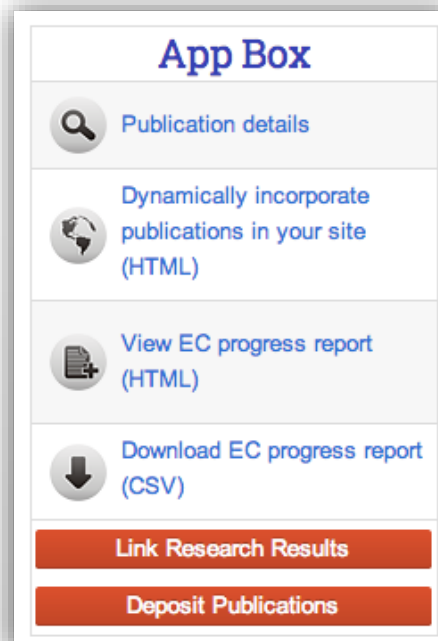 App Box
Publication details
Dynamically incorporate
publications in your site
(HTML)
View EC progress report
(HTML)
Download EC progress report
(CSV)
Link Research Results
Deposit Publications